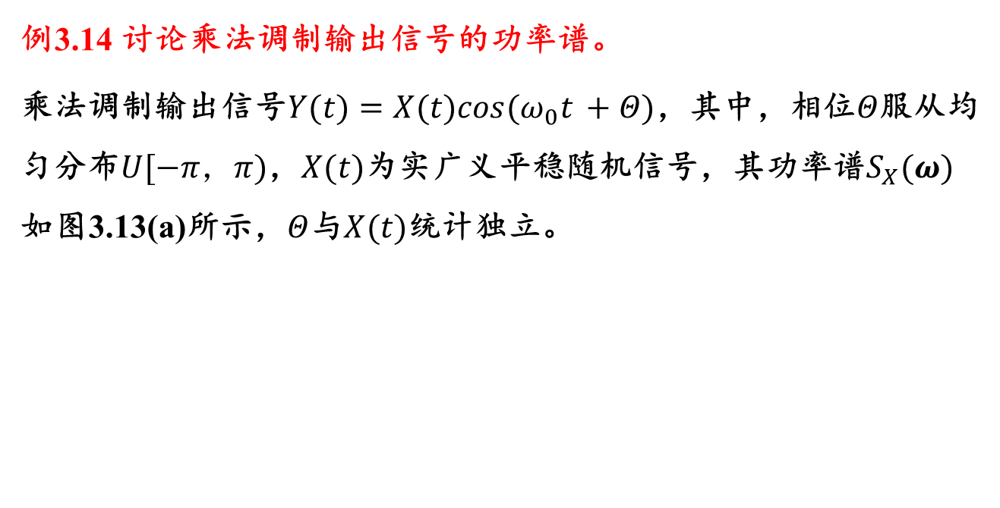 例3.14 讨论乘法调制输出信号的功率谱。
乘法调制输出信号Y(t) = X(t)cos(ω₀t + Θ)，其中，相位Θ服从均
匀分布U[−π，π)，X(t)为实广义平稳随机信号，其功率谱S_X(ω)
如图3.13(a)所示，Θ与X(t)统计独立。